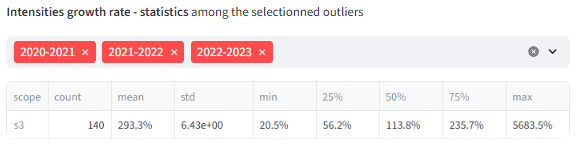 Intensities growth rate - statistics among the selectionned outliers
2020-2021 × 2021-2022 × 2022-2023 ×
scope count mean std min 25% 50% 75% max
s3 140 293.3% 6.43e+00 20.5% 56.2% 113.8% 235.7% 5683.5%